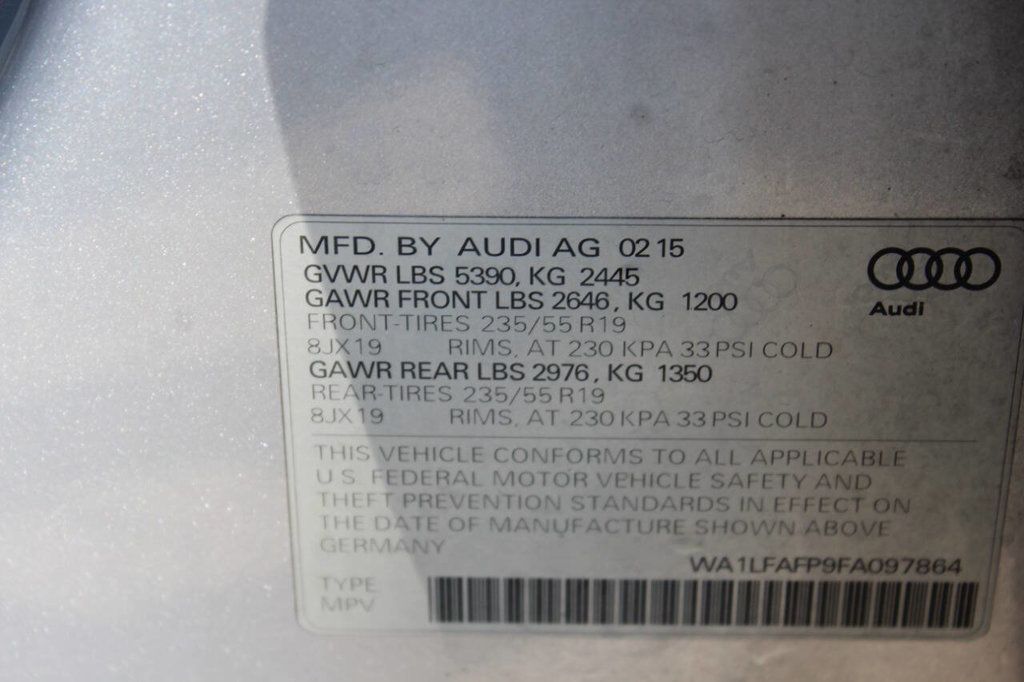 MFD. BY AUDI AG 02 15
GVWR LBS 5390, KG 2445
GAWR FRONT LBS 2646, KG 1200
FRONT-TIRES 235/55 R19
8JX19 RIMS, AT 230 KPA 33 PSI COLD
GAWR REAR LBS 2976, KG 1350
REAR-TIRES 235/55 R19
8JX19 RIMS, AT 230 KPA 33 PSI COLD
Audi
THIS VEHICLE CONFORMS TO ALL APPLICABLE
U.S. FEDERAL MOTOR VEHICLE SAFETY AND
THEFT PREVENTION STANDARDS IN EFFECT ON
THE DATE OF MANUFACTURE SHOWN ABOVE
GERMANY
WA1LFAFP9FA097864
TYPE
MPV